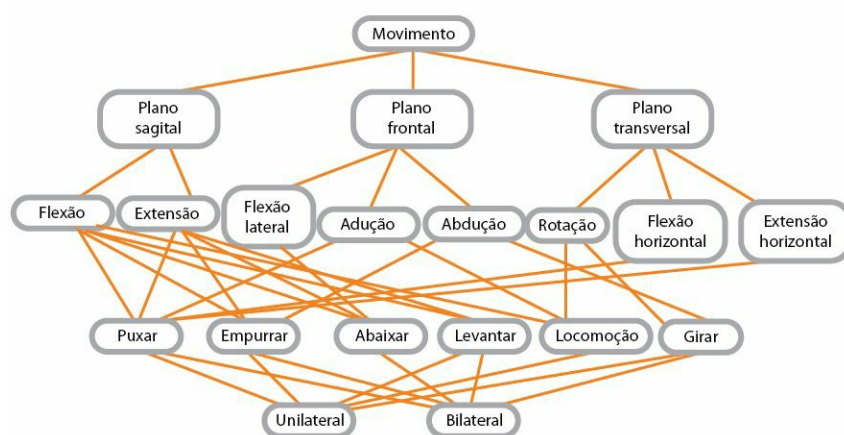 Movimento
Plano
sagital
Plano
frontal
Plano
transversal
Flexão
Extensão
Flexão
lateral
Adução
Abdução
Rotação
Flexão
horizontal
Extensão
horizontal
Puxar
Empurrar
Abaixar
Levantar
Locomoção
Girar
Unilateral
Bilateral